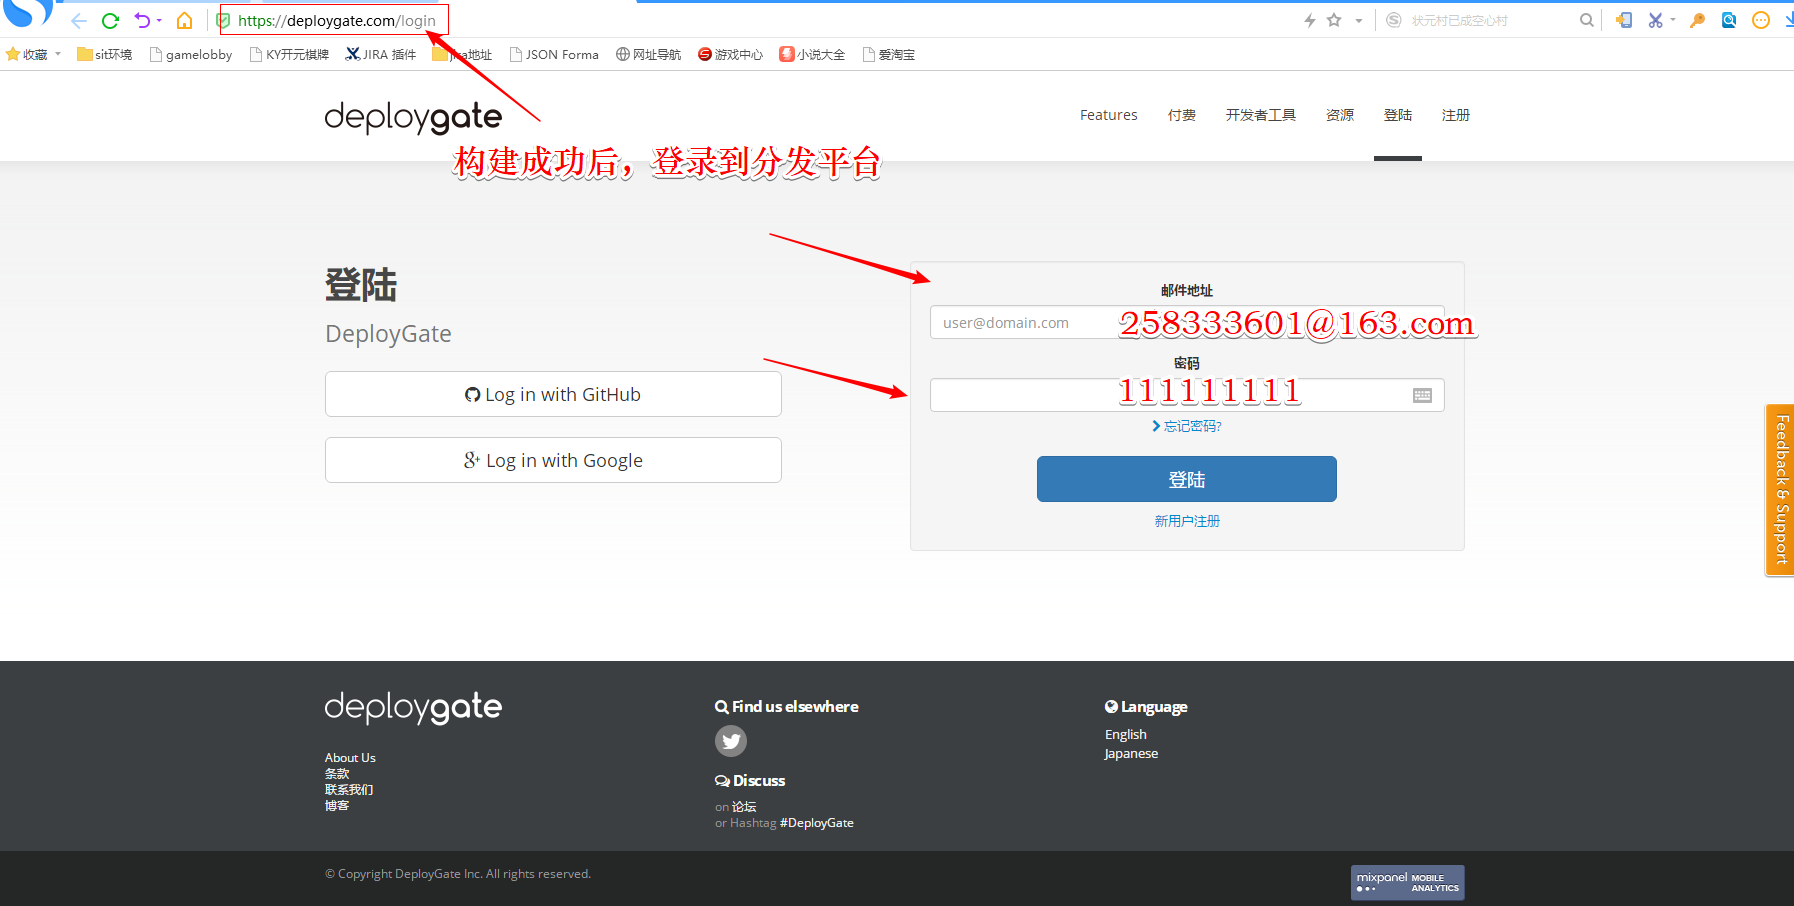 https://deploygate.com/login
状元村已成空心村
收藏 sit环境 gamelobby KY开元棋牌 JIRA 插件 jira地址 JSON Forma 网址导航 游戏中心 小说大全 爱淘宝
deploygate
Features 付费 开发者工具 资源 登陆 注册
构建成功后，登录到分发平台
登陆
DeployGate
Log in with GitHub
Log in with Google
邮件地址
user@domain.com 258333601@163.com
密码
111111111
忘记密码?
登陆
新用户注册
Feedback & Support
deploygate
About Us
条款
联系我们
博客
Find us elsewhere
Discuss
on 论坛
or Hashtag #DeployGate
Language
English
Japanese
© Copyright DeployGate Inc. All rights reserved.
mixpanel MOBILE
ANALYTICS